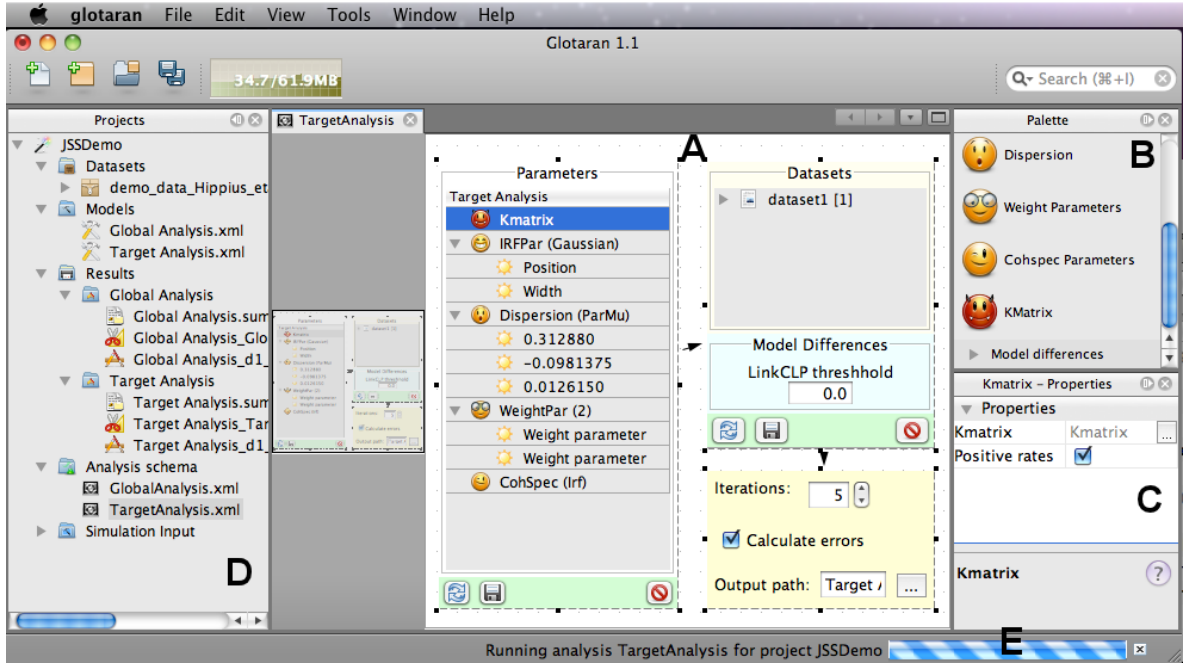 glotaran File Edit View Tools Window Help
Glotaran 1.1
34.7/61.9MB
Search (⌘+I)
Projects
JSSDemo
Datasets
demo_data_Hippius_et
Models
Global Analysis.xml
Target Analysis.xml
Results
Global Analysis
Global Analysis.sum
Global Analysis_Glo
Global Analysis_d1_
Target Analysis
Target Analysis.sum
Target Analysis_Tar
Target Analysis_d1_
Analysis schema
GlobalAnalysis.xml
TargetAnalysis.xml
Simulation Input
D
TargetAnalysis
A
Parameters
Target Analysis
Kmatrix
IRFPar (Gaussian)
Position
Width
Dispersion (ParMu)
0.312880
-0.0981375
0.0126150
WeightPar (2)
Weight parameter
Weight parameter
CohSpec (Irf)
Datasets
dataset1 [1]
Model Differences
LinkCLP threshhold
0.0
Iterations: 5
Calculate errors
Output path: Target A ...
Palette
B
Dispersion
Weight Parameters
Cohspec Parameters
KMatrix
Model differences
Kmatrix - Properties
Properties
Kmatrix Kmatrix ...
Positive rates
C
Kmatrix ?
Running analysis TargetAnalysis for project JSSDemo
E